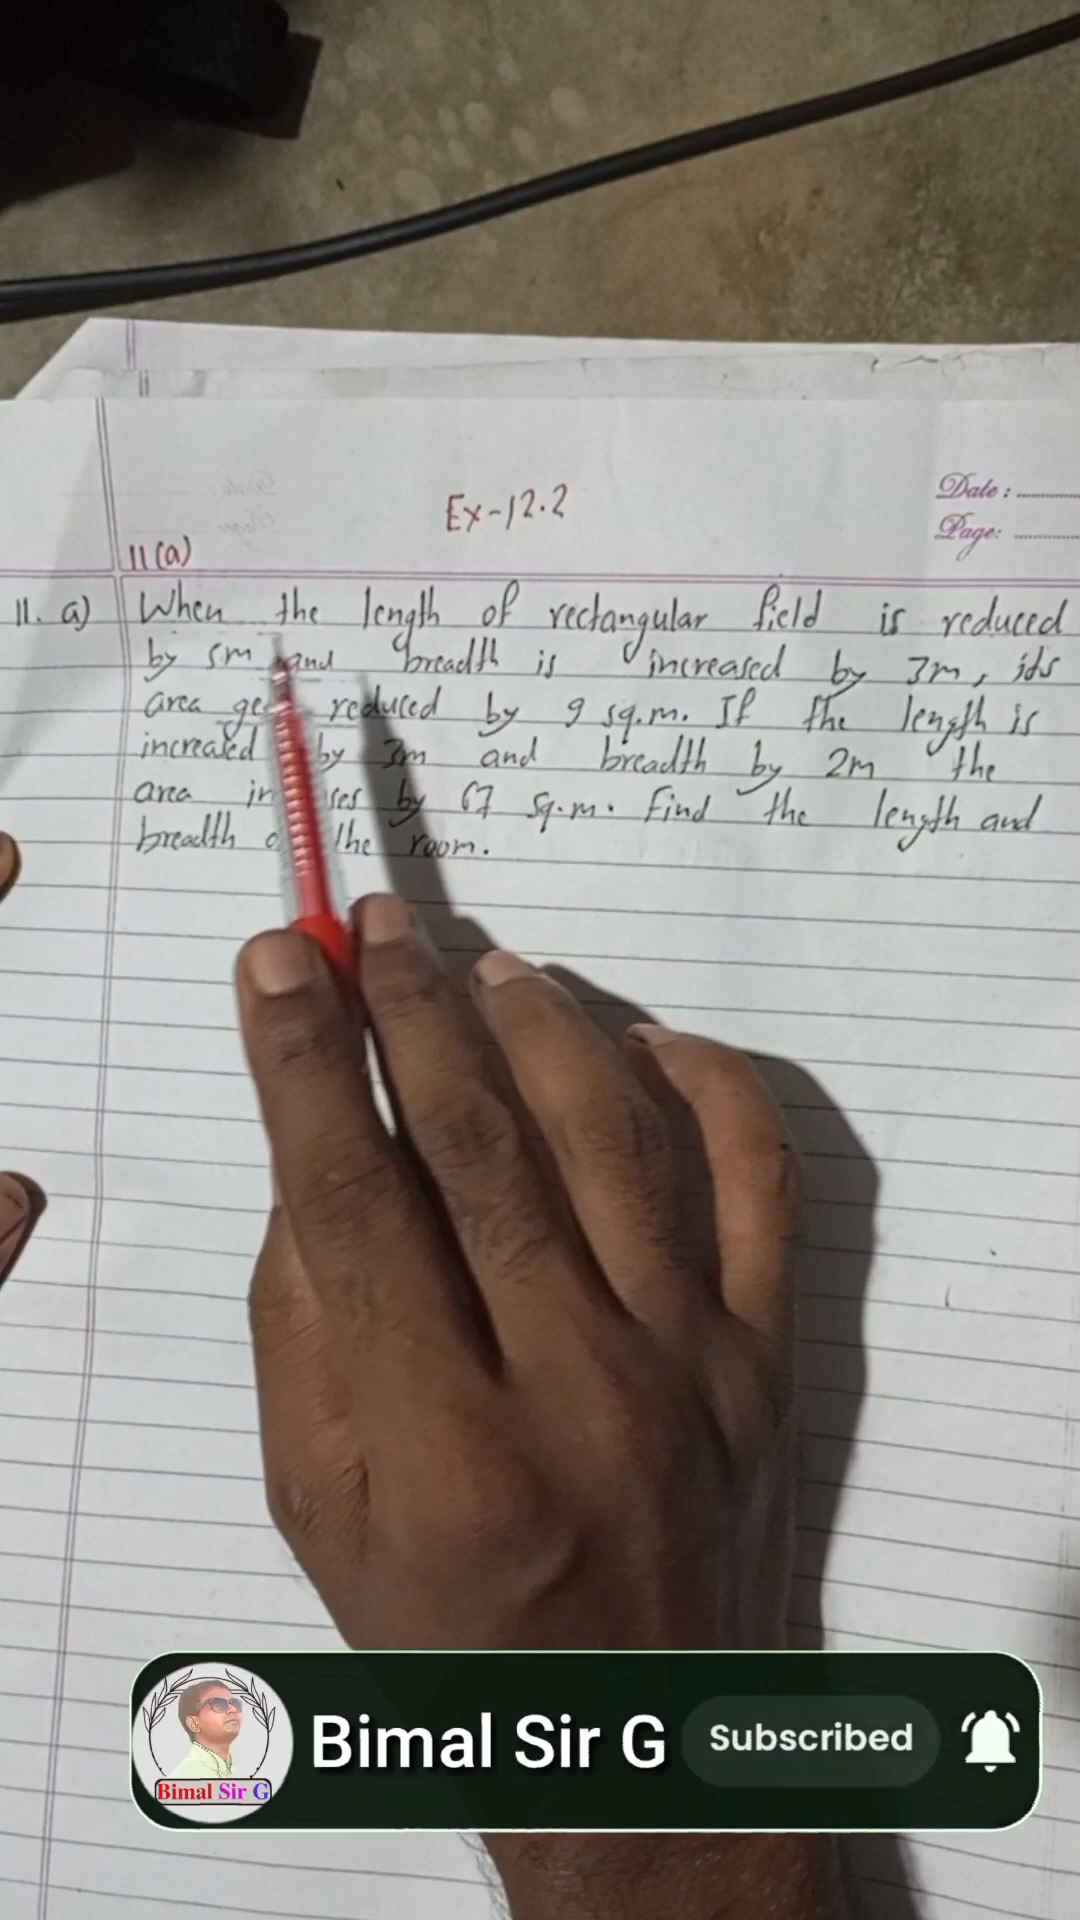 Date :
Ex-12.2
Page:
11(a)
11. a) When the length of rectangular field is reduced
by 5m and breadth is increased by 3m, its
area reduced by 9 sq.m. If the length is
increased by 3m and breadth by 2m the
area by 67 sq.m. Find the length and
breadth the room.
Bimal Sir G Subscribed
Bimal Sir G